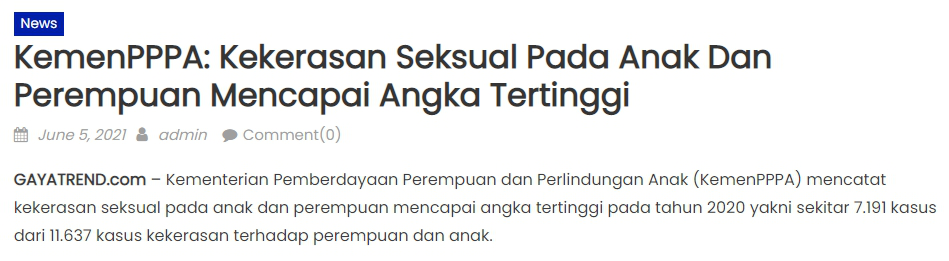 News
KemenPPPA: Kekerasan Seksual Pada Anak Dan
Perempuan Mencapai Angka Tertinggi
June 5, 2021 admin Comment(0)
GAYATREND.com – Kementerian Pemberdayaan Perempuan dan Perlindungan Anak (KemenPPPA) mencatat
kekerasan seksual pada anak dan perempuan mencapai angka tertinggi pada tahun 2020 yakni sekitar 7.191 kasus
dari 11.637 kasus kekerasan terhadap perempuan dan anak.